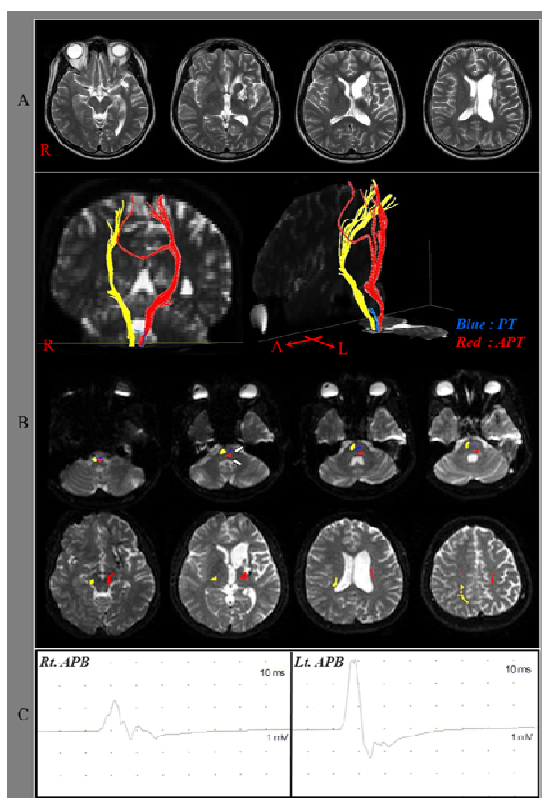 A
R
R
A
L
Blue : PT
Red : APT
B
Rt. APB
10 ms
1 mV
Lt. APB
10 ms
1 mV
C